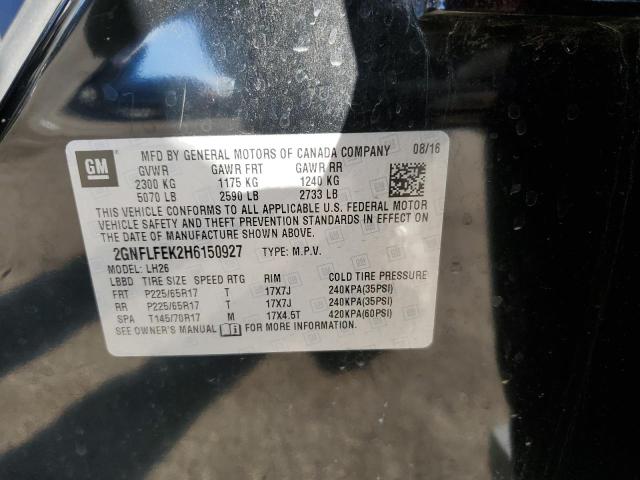 GM
MFD BY GENERAL MOTORS OF CANADA COMPANY 08/16
GVWR GAWR FRT GAWR RR
2300 KG 1175 KG 1240 KG
5070 LB 2590 LB 2733 LB
THIS VEHICLE CONFORMS TO ALL APPLICABLE U.S. FEDERAL MOTOR
VEHICLE SAFETY AND THEFT PREVENTION STANDARDS IN EFFECT ON
THE DATE OF MANUFACTURE SHOWN ABOVE.
2GNFLFEK2H6150927 TYPE: M.P.V.
MODEL: LH26
LBBD TIRE SIZE SPEED RTG RIM COLD TIRE PRESSURE
FRT P225/65R17 T 17X7J 240KPA(35PSI)
RR P225/65R17 T 17X7J 240KPA(35PSI)
SPA T145/70R17 M 17X4.5T 420KPA(60PSI)
SEE OWNER'S MANUAL FOR MORE INFORMATION.